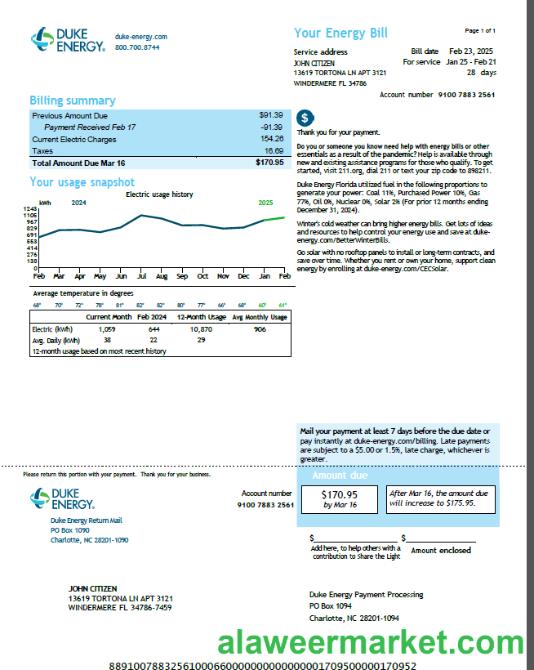 DUKE
ENERGY®
duke-energy.com
800.700.8744
Your Energy Bill
Page 1 of 1
Service address
JOHN CITIZEN
13619 TORTONA LN APT 3121
WINDERMERE FL 34786
Bill date Feb 23, 2025
For service Jan 25 - Feb 21
28 days
Account number 9100 7883 2561
Billing summary
Previous Amount Due $91.39
Payment Received Feb 17 -91.39
Current Electric Charges 154.26
Taxes 16.69
Total Amount Due Mar 16 $170.95
$
Thank you for your payment.
Do you or someone you know need help with energy bills or other
essentials as a result of the pandemic? Help is available through
new and existing assistance programs for those who qualify. To get
started, visit 211.org, dial 211 or text your zip code to 898211.
Duke Energy Florida utilized fuel in the following proportions to
generate your power: Coal 11%, Purchased Power 10%, Gas
77%, Oil 0%, Nuclear 0%, Solar 2% (For prior 12 months ending
December 31, 2024).
Winter's cold weather can bring higher energy bills. Get lots of ideas
and resources to help control your energy use and save at duke-
energy.com/BetterWinterBills.
Go solar with no rooftop panels to install or long-term contracts, and
save over time. Whether you rent or own your home, support clean
energy by enrolling at duke-energy.com/CECSolar.
Your usage snapshot
Electric usage history
kWh 2024 2025
1243
1105
967
829
691
553
414
276
138
0
Feb Mar Apr May Jun Jul Aug Sep Oct Nov Dec Jan Feb
Average temperature in degrees
68° 70° 72° 78° 81° 82° 82° 80° 77° 66° 68° 60° 61°
Current Month Feb 2024 12-Month Usage Avg Monthly Usage
Electric (kWh) 1,059 644 10,870 906
Avg. Daily (kWh) 38 22 29
12-month usage based on most recent history
Mail your payment at least 7 days before the due date or
pay instantly at duke-energy.com/billing. Late payments
are subject to a $5.00 or 1.5%, late charge, whichever is
greater.
Please return this portion with your payment. Thank you for your business.
Amount due
DUKE
ENERGY®
Account number
9100 7883 2561
$170.95
by Mar 16
After Mar 16, the amount due
will increase to $175.95.
Duke Energy Return Mail
PO Box 1090
Charlotte, NC 28201-1090
$ $
Add here, to help others with a
contribution to Share the Light
Amount enclosed
JOHN CITIZEN
13619 TORTONA LN APT 3121
WINDERMERE FL 34786-7459
Duke Energy Payment Processing
PO Box 1094
Charlotte, NC 28201-1094
alaweermarket.com